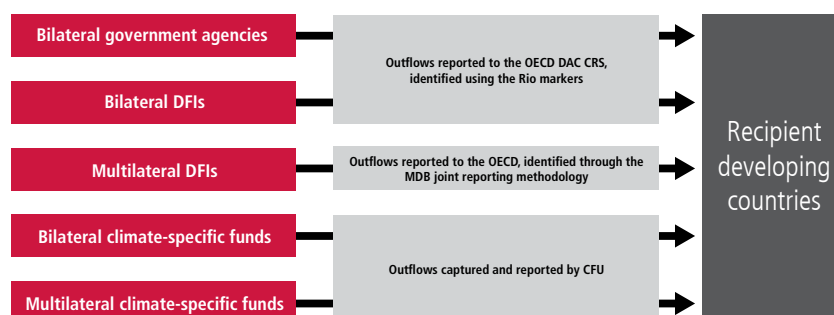 Bilateral government agencies
Outflows reported to the OECD DAC CRS,
identified using the Rio markers
Bilateral DFIs
Multilateral DFIs
Outflows reported to the OECD, identified through the
MDB joint reporting methodology
Bilateral climate-specific funds
Outflows captured and reported by CFU
Multilateral climate-specific funds
Recipient
developing
countries